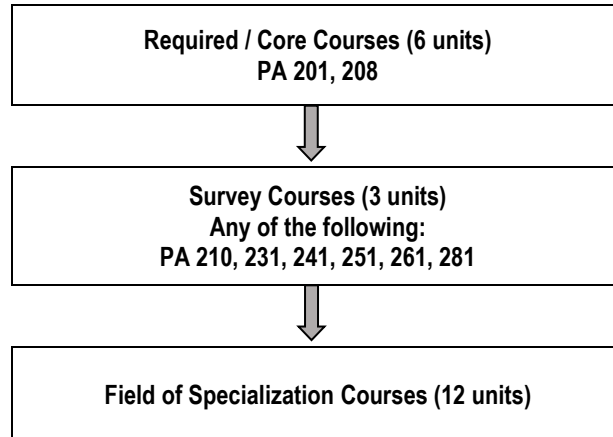 Required / Core Courses (6 units)
PA 201, 208
Survey Courses (3 units)
Any of the following:
PA 210, 231, 241, 251, 261, 281
Field of Specialization Courses (12 units)